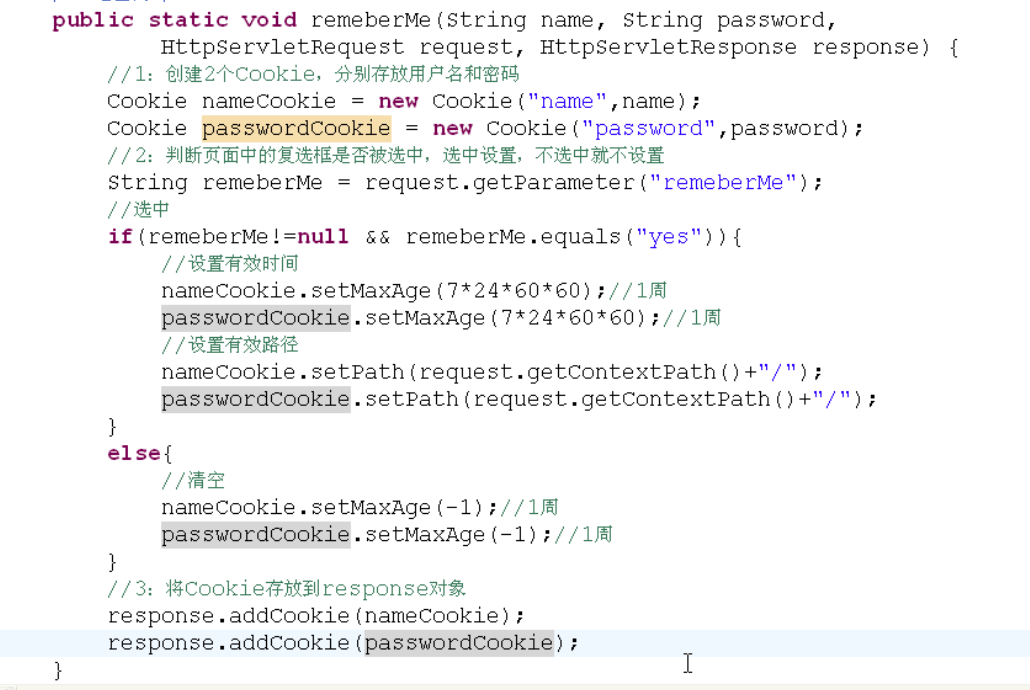 public static void remeberMe(String name, String password,
HttpServletRequest request, HttpServletResponse response) {
//1：创建2个Cookie，分别存放用户名和密码
Cookie nameCookie = new Cookie("name",name);
Cookie passwordCookie = new Cookie("password",password);
//2：判断页面中的复选框是否被选中，选中设置，不选中就不设置
String remeberMe = request.getParameter("remeberMe");
//选中
if(remeberMe!=null && remeberMe.equals("yes")){
//设置有效时间
nameCookie.setMaxAge(7*24*60*60);//1周
passwordCookie.setMaxAge(7*24*60*60);//1周
//设置有效路径
nameCookie.setPath(request.getContextPath()+"/");
passwordCookie.setPath(request.getContextPath()+"/");
}
else{
//清空
nameCookie.setMaxAge(-1);//1周
passwordCookie.setMaxAge(-1);//1周
}
//3：将Cookie存放到response对象
response.addCookie(nameCookie);
response.addCookie(passwordCookie);
}